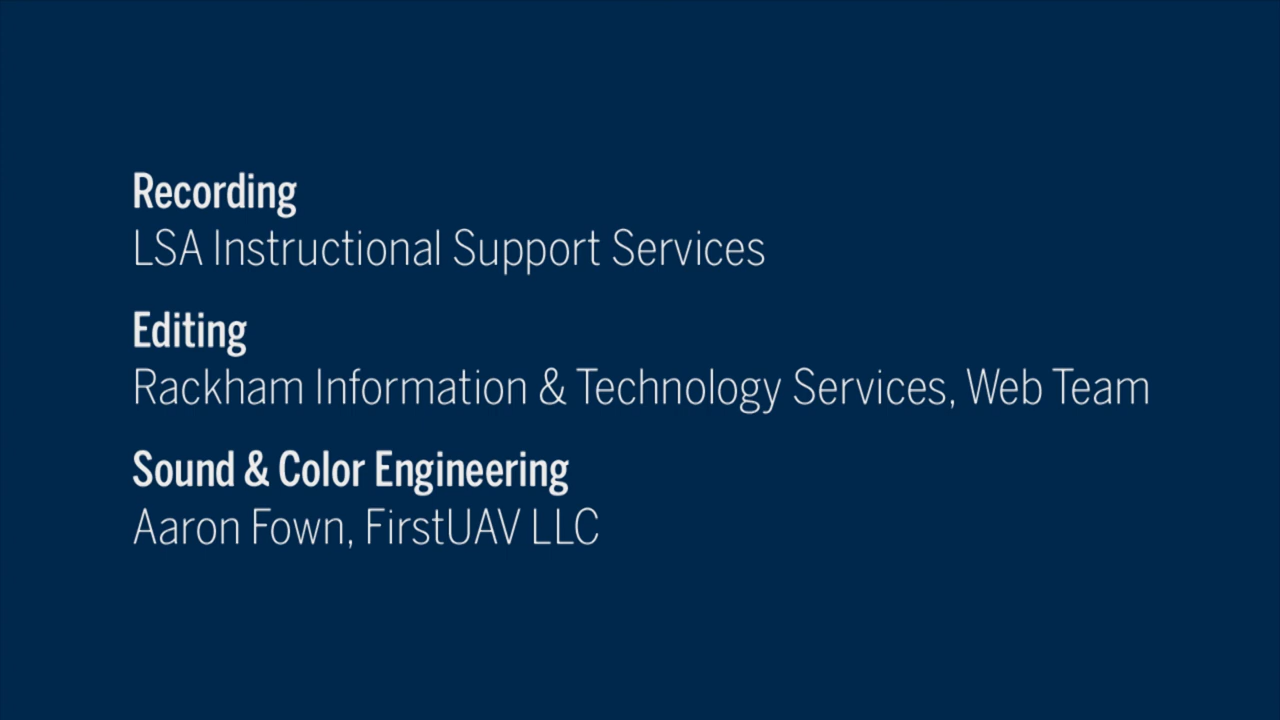 Recording
LSA Instructional Support Services
Editing
Rackham Information & Technology Services, Web Team
Sound & Color Engineering
Aaron Fown, FirstUAV LLC